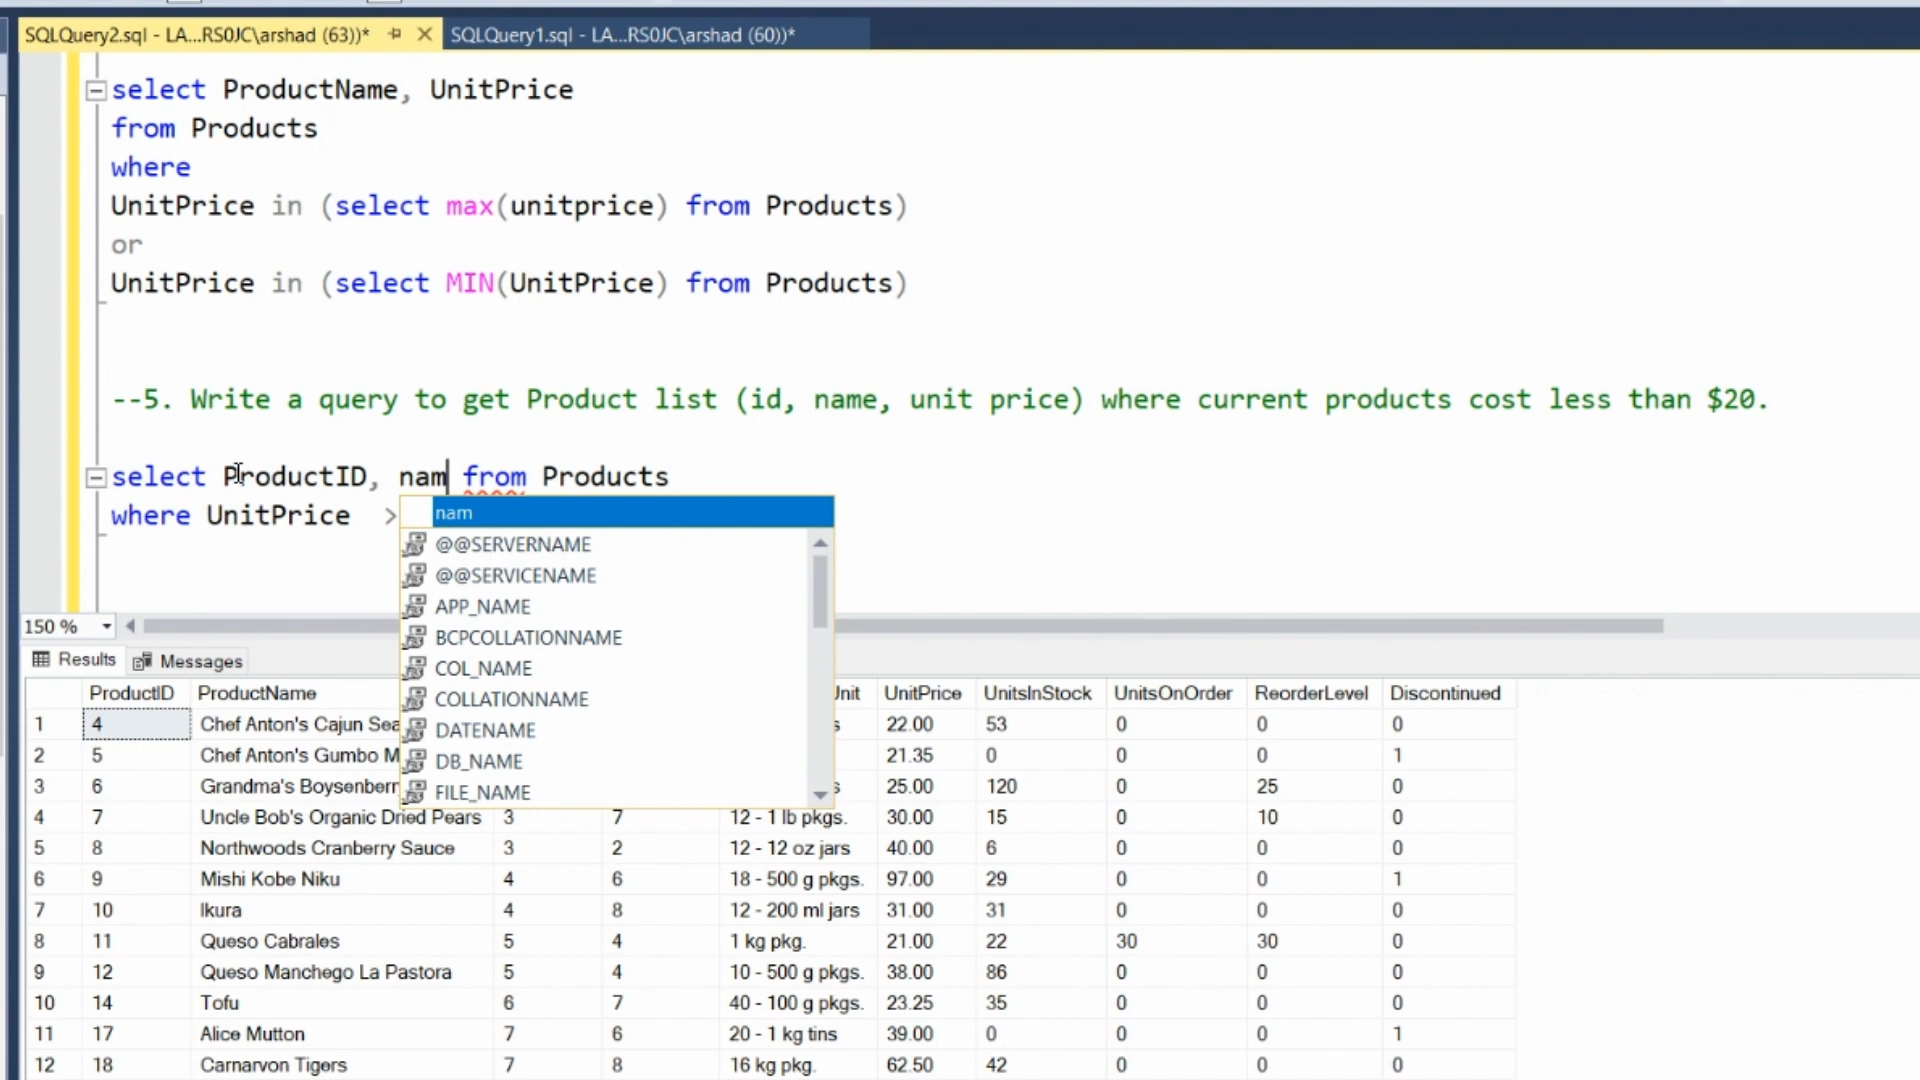 SQLQuery2.sql - LA...RS0JC\arshad (63))* SQLQuery1.sql - LA...RS0JC\arshad (60))*
select ProductName, UnitPrice
from Products
where
UnitPrice in (select max(unitprice) from Products)
or
UnitPrice in (select MIN(UnitPrice) from Products)
--5. Write a query to get Product list (id, name, unit price) where current products cost less than $20.
select ProductID, nam from Products
where UnitPrice >
nam
@@SERVERNAME
@@SERVICENAME
APP_NAME
BCPCOLLATIONNAME
COL_NAME
COLLATIONNAME
DATENAME
DB_NAME
FILE_NAME
150 %
Results Messages
ProductID ProductName UnitPrice UnitsInStock UnitsOnOrder ReorderLevel Discontinued
1 4 Chef Anton's Cajun 22.00 53 0 0 0
2 5 Chef Anton's Gumbo 21.35 0 0 0 1
3 6 Grandma's 25.00 120 0 25 0
4 7 Uncle Bob's Organic Dried Pears 3 7 12 - 1 lb pkgs. 30.00 15 0 10 0
5 8 Northwoods Cranberry Sauce 3 2 12 - 12 oz jars 40.00 6 0 0 0
6 9 Mishi Kobe Niku 4 6 18 - 500 g pkgs. 97.00 29 0 0 1
7 10 Ikura 4 8 12 - 200 ml jars 31.00 31 0 0 0
8 11 Queso Cabrales 5 4 1 kg pkg. 21.00 22 30 30 0
9 12 Queso Manchego La Pastora 5 4 10 - 500 g pkgs. 38.00 86 0 0 0
10 14 Tofu 6 7 40 - 100 g pkgs. 23.25 35 0 0 0
11 17 Alice Mutton 7 6 20 - 1 kg tins 39.00 0 0 0 1
12 18 Carnarvon Tigers 7 8 16 kg pkg. 62.50 42 0 0 0